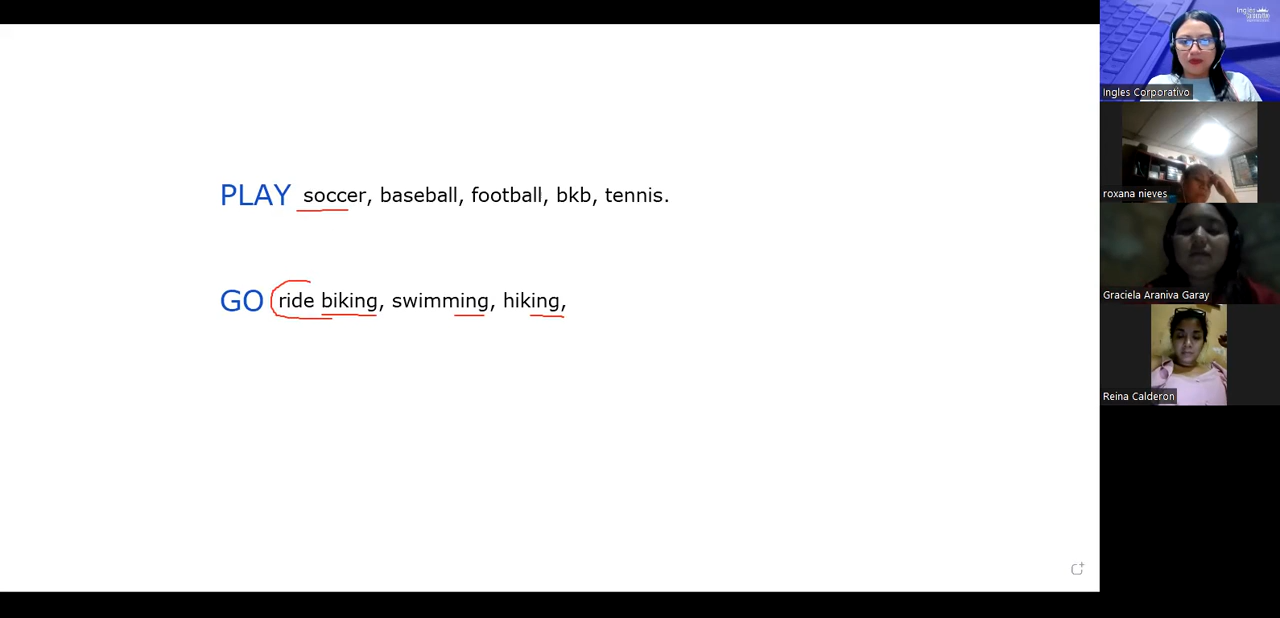 PLAY soccer, baseball, football, bkb, tennis.
GO ride biking, swimming, hiking,
Ingles
Ingles Corporativo
roxana nieves
Graciela Araniva Garay
Reina Calderon